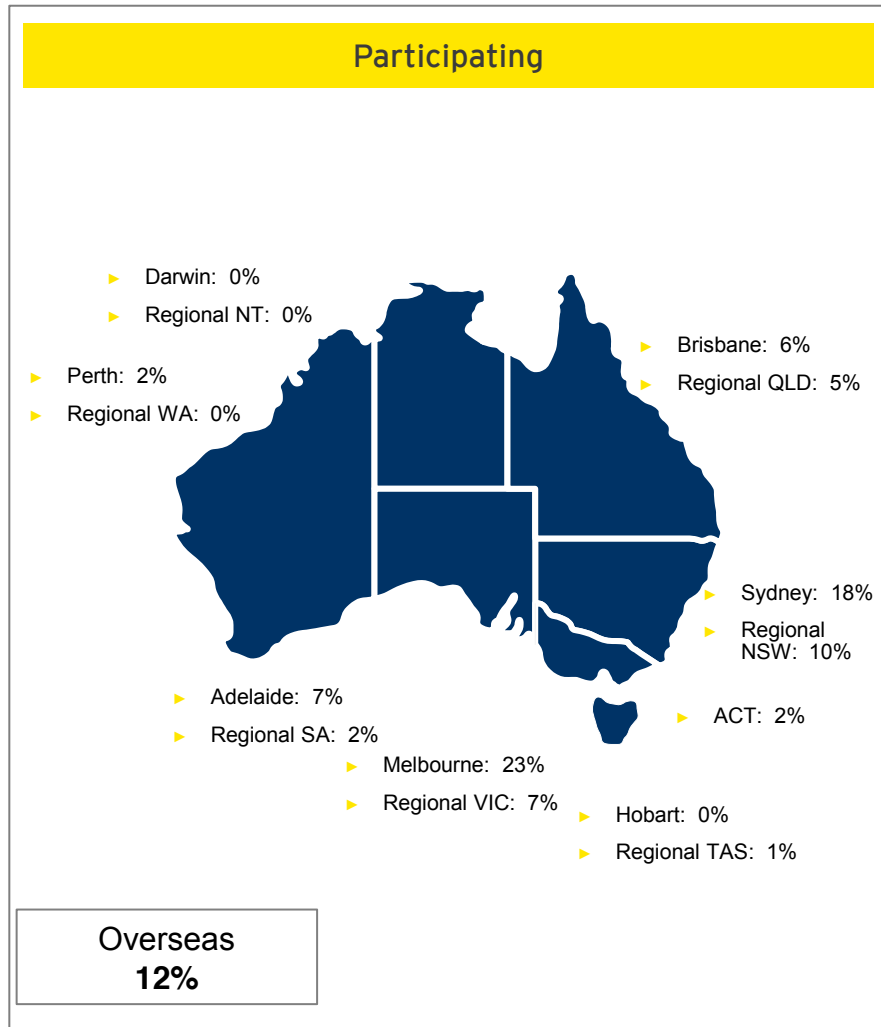 Participating
Darwin: 0%
Regional NT: 0%
Perth: 2%
Regional WA: 0%
Brisbane: 6%
Regional QLD: 5%
Sydney: 18%
Regional
NSW: 10%
Adelaide: 7%
Regional SA: 2%
ACT: 2%
Melbourne: 23%
Regional VIC: 7%
Hobart: 0%
Regional TAS: 1%
Overseas
12%